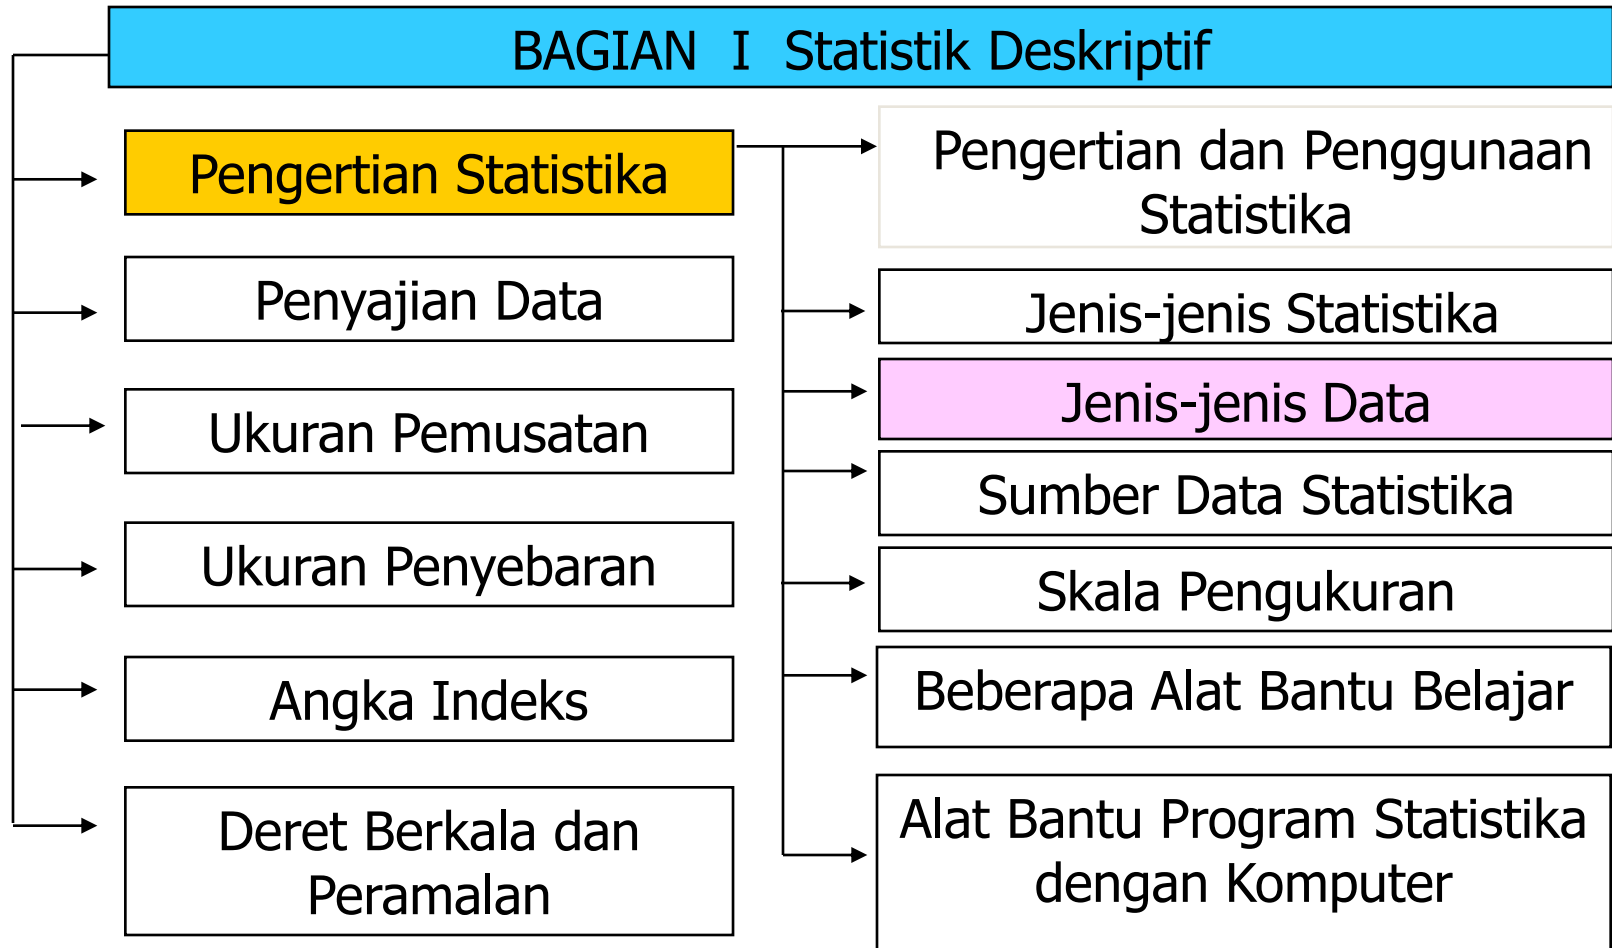 BAGIAN I Statistik Deskriptif
Pengertian Statistika
Penyajian Data
Ukuran Pemusatan
Ukuran Penyebaran
Angka Indeks
Deret Berkala dan
Peramalan
Pengertian dan Penggunaan
Statistika
Jenis-jenis Statistika
Jenis-jenis Data
Sumber Data Statistika
Skala Pengukuran
Beberapa Alat Bantu Belajar
Alat Bantu Program Statistika
dengan Komputer